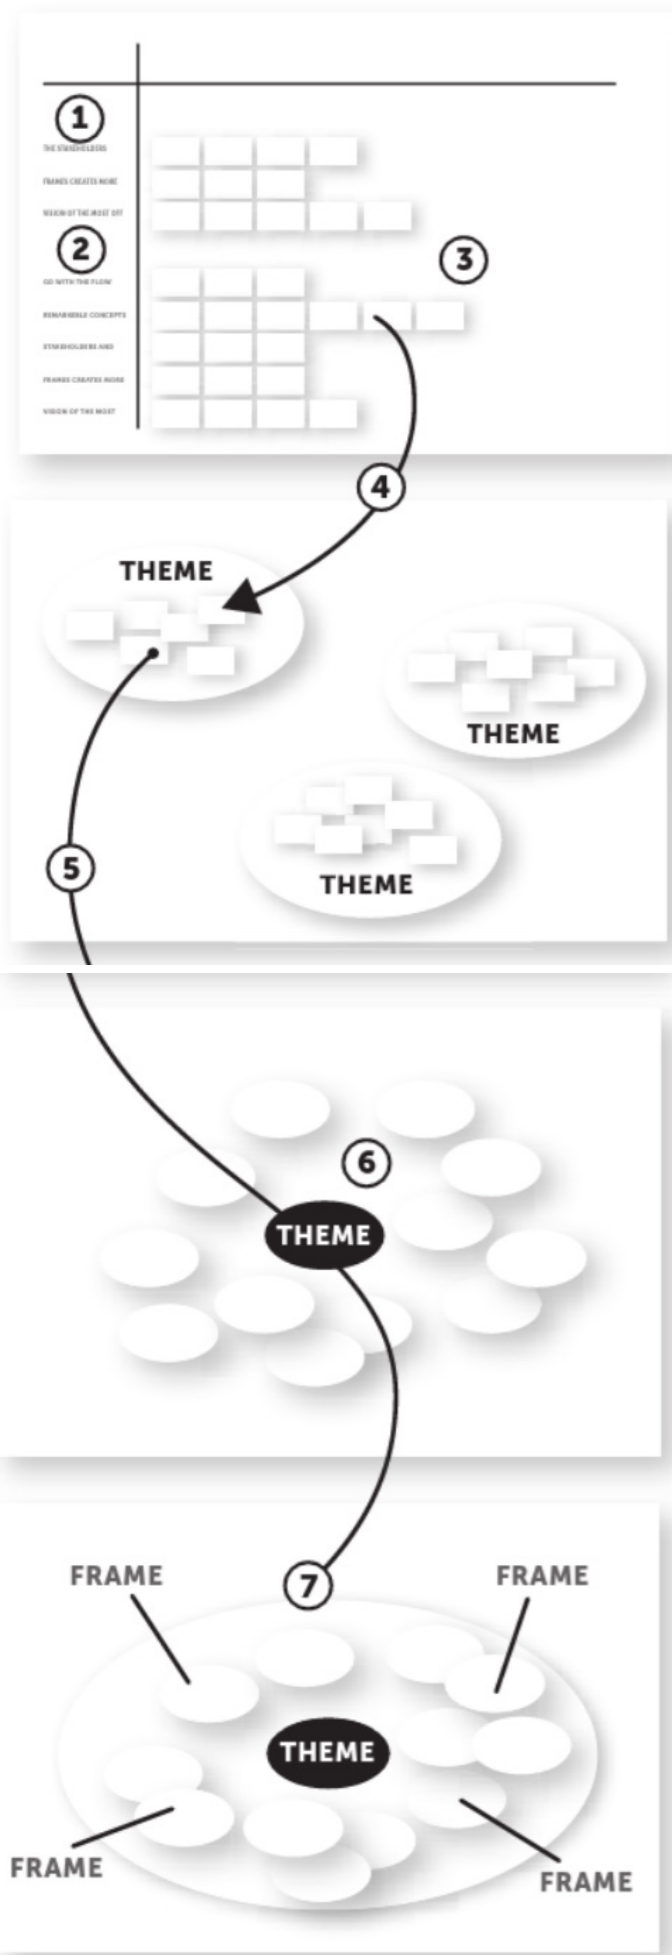 1
THE STAKEHOLDERS
FRAMES CREATES MORE
VISION OF THE MOST OFF
2
3
GO WITH THE FLOW
REMARKEBLE CONCEPTS
STAKEHOLDERS AND
FRAMES CREATES MORE
VISION OF THE MOST
4
THEME
THEME
THEME
5
6
THEME
7
FRAME
FRAME
THEME
FRAME
FRAME